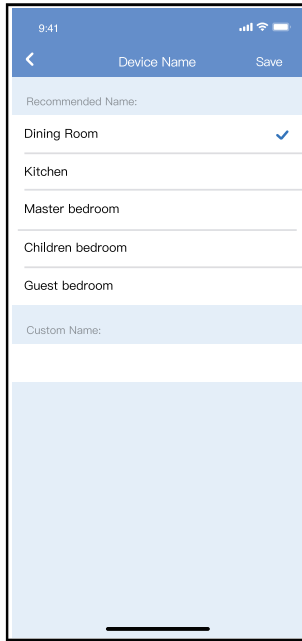 9:41
Device Name
Save
Recommended Name:
Dining Room
Kitchen
Master bedroom
Children bedroom
Guest bedroom
Custom Name: